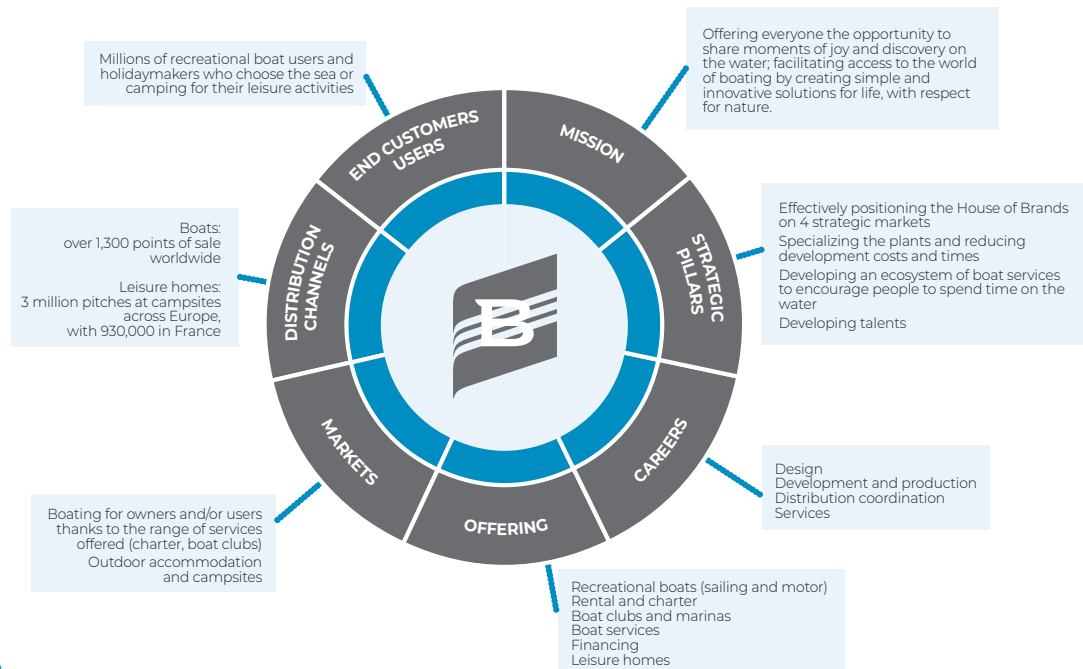 Offering everyone the opportunity to
share moments of joy and discovery on
the water; facilitating access to the world
of boating by creating simple and
innovative solutions for life, with respect
for nature.
Millions of recreational boat users and
holidaymakers who choose the sea or
camping for their leisure activities
END CUSTOMERS
USERS
MISSION
Boats:
over 1,300 points of sale
worldwide
Leisure homes:
3 million pitches at campsites
across Europe,
with 930,000 in France
DISTRIBUTION
CHANNELS
STRATEGIC
PILLARS
Effectively positioning the House of Brands
on 4 strategic markets
Specializing the plants and reducing
development costs and times
Developing an ecosystem of boat services
to encourage people to spend time on the
water
Developing talents
B
MARKETS
CAREERS
OFFERING
Design
Development and production
Distribution coordination
Services
Boating for owners and/or users
thanks to the range of services
offered (charter, boat clubs)
Outdoor accommodation
and campsites
Recreational boats (sailing and motor)
Rental and charter
Boat clubs and marinas
Boat services
Financing
Leisure homes